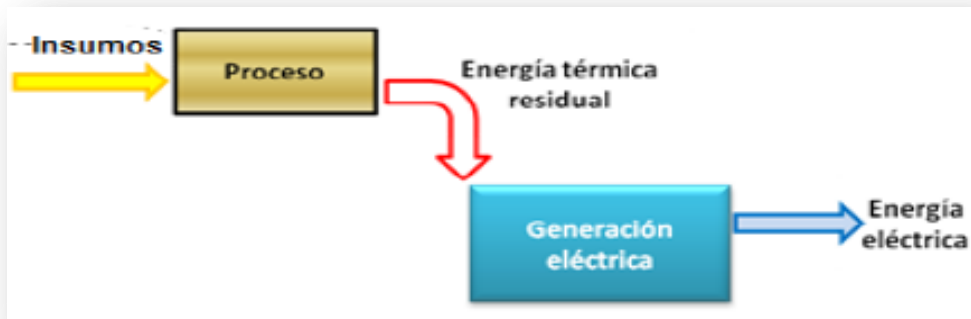 Insumos
Proceso
Energía térmica
residual
Generación
eléctrica
Energía
eléctrica